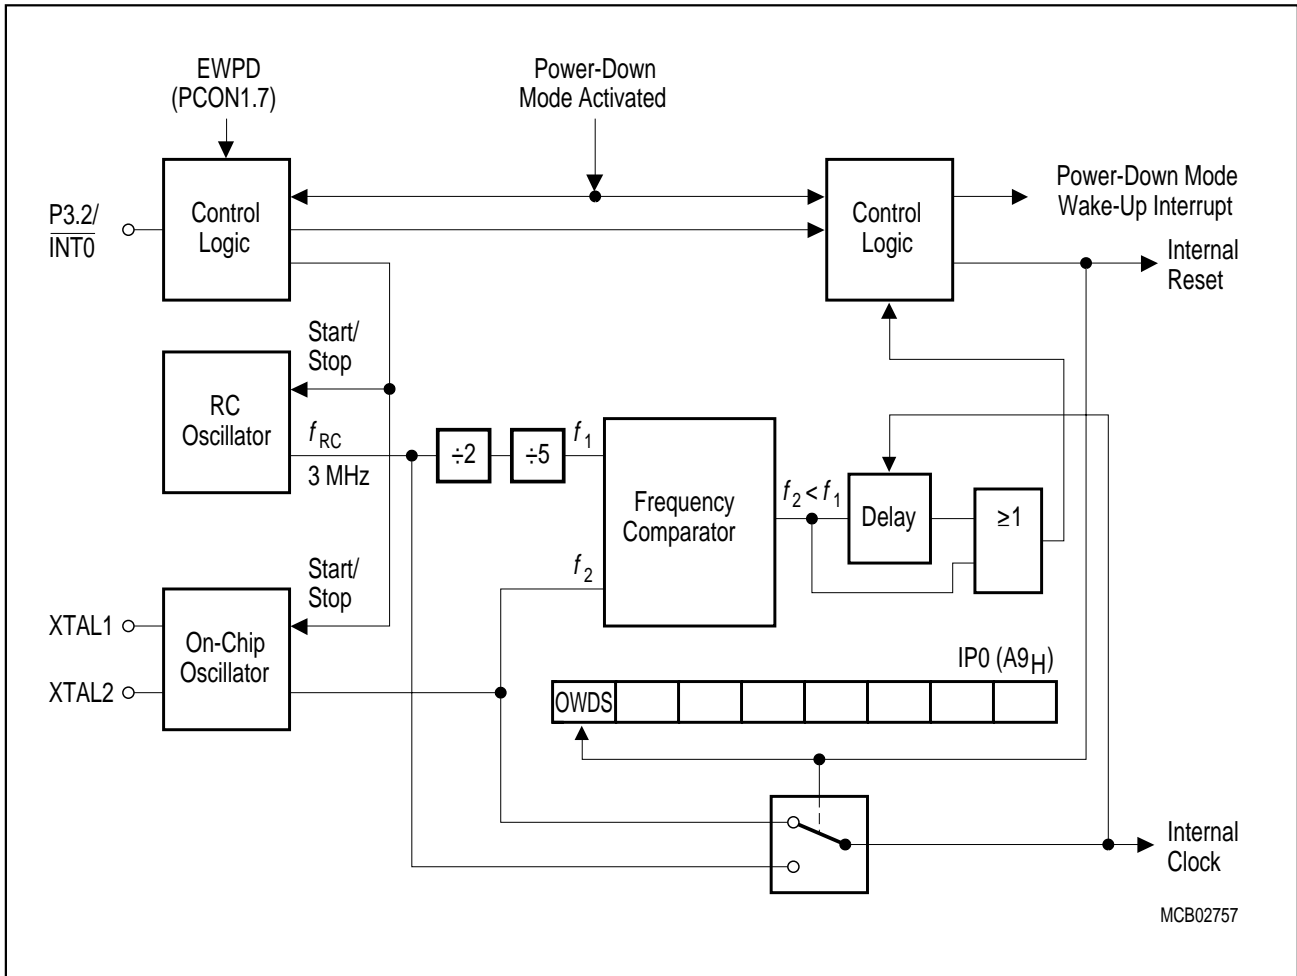 EWPD
(PCON1.7)
Power-Down
Mode Activated
P3.2/
INT0
Control
Logic
Control
Logic
Power-Down Mode
Wake-Up Interrupt
Internal
Reset
Start/
Stop
RC
Oscillator
f RC
3 MHz
÷2
÷5
f 1
Frequency
Comparator
f 2 < f 1
Delay
≥1
f 2
Start/
Stop
XTAL1
XTAL2
On-Chip
Oscillator
IP0 (A9H)
OWDS
Internal
Clock
MCB02757